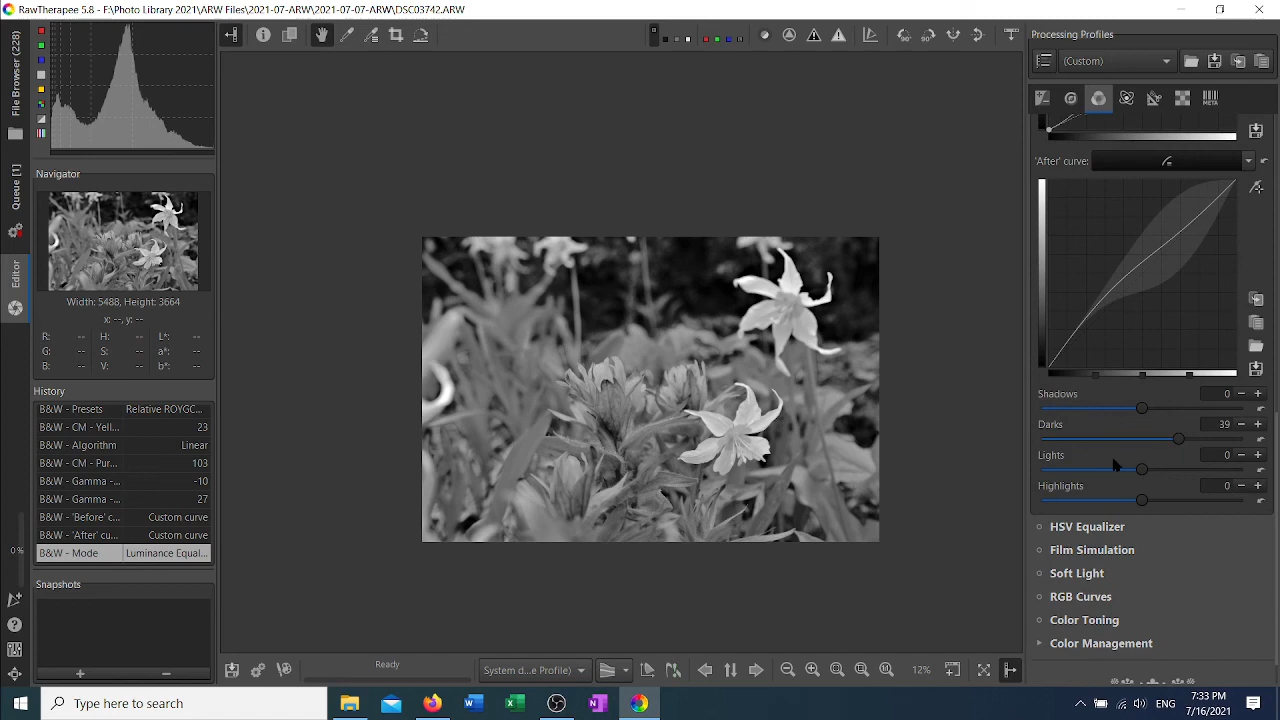 RawTherapee 5.8 - F:\Photo Library 2021\ARW Files\2021-07-ARW\2021-07-ARW\DSC03742.ARW
File Browser (228)
Queue [1]
Editor
0%
Navigator
Width: 5488, Height: 3664
x: --, y: --
R: -- H: -- L*: --
G: -- S: -- a*: --
B: -- V: -- b*: --
History
B&W - Presets Relative ROYGC...
B&W - CM - Yell... 23
B&W - Algorithm Linear
B&W - CM - Pur... 103
B&W - Gamma -... -10
B&W - Gamma -... 27
B&W - 'Before' c... Custom curve
B&W - 'After' cu... Custom curve
B&W - Mode Luminance Equal...
Snapshots
Ready
System d...e Profile)
12%
Processing Profiles
(Custom)
META
'After' curve:
Shadows 0
Darks 39
Lights 0
Highlights 0
HSV Equalizer
Film Simulation
Soft Light
RGB Curves
Color Toning
Color Management
Type here to search
ENG
7:33 PM
7/16/2021